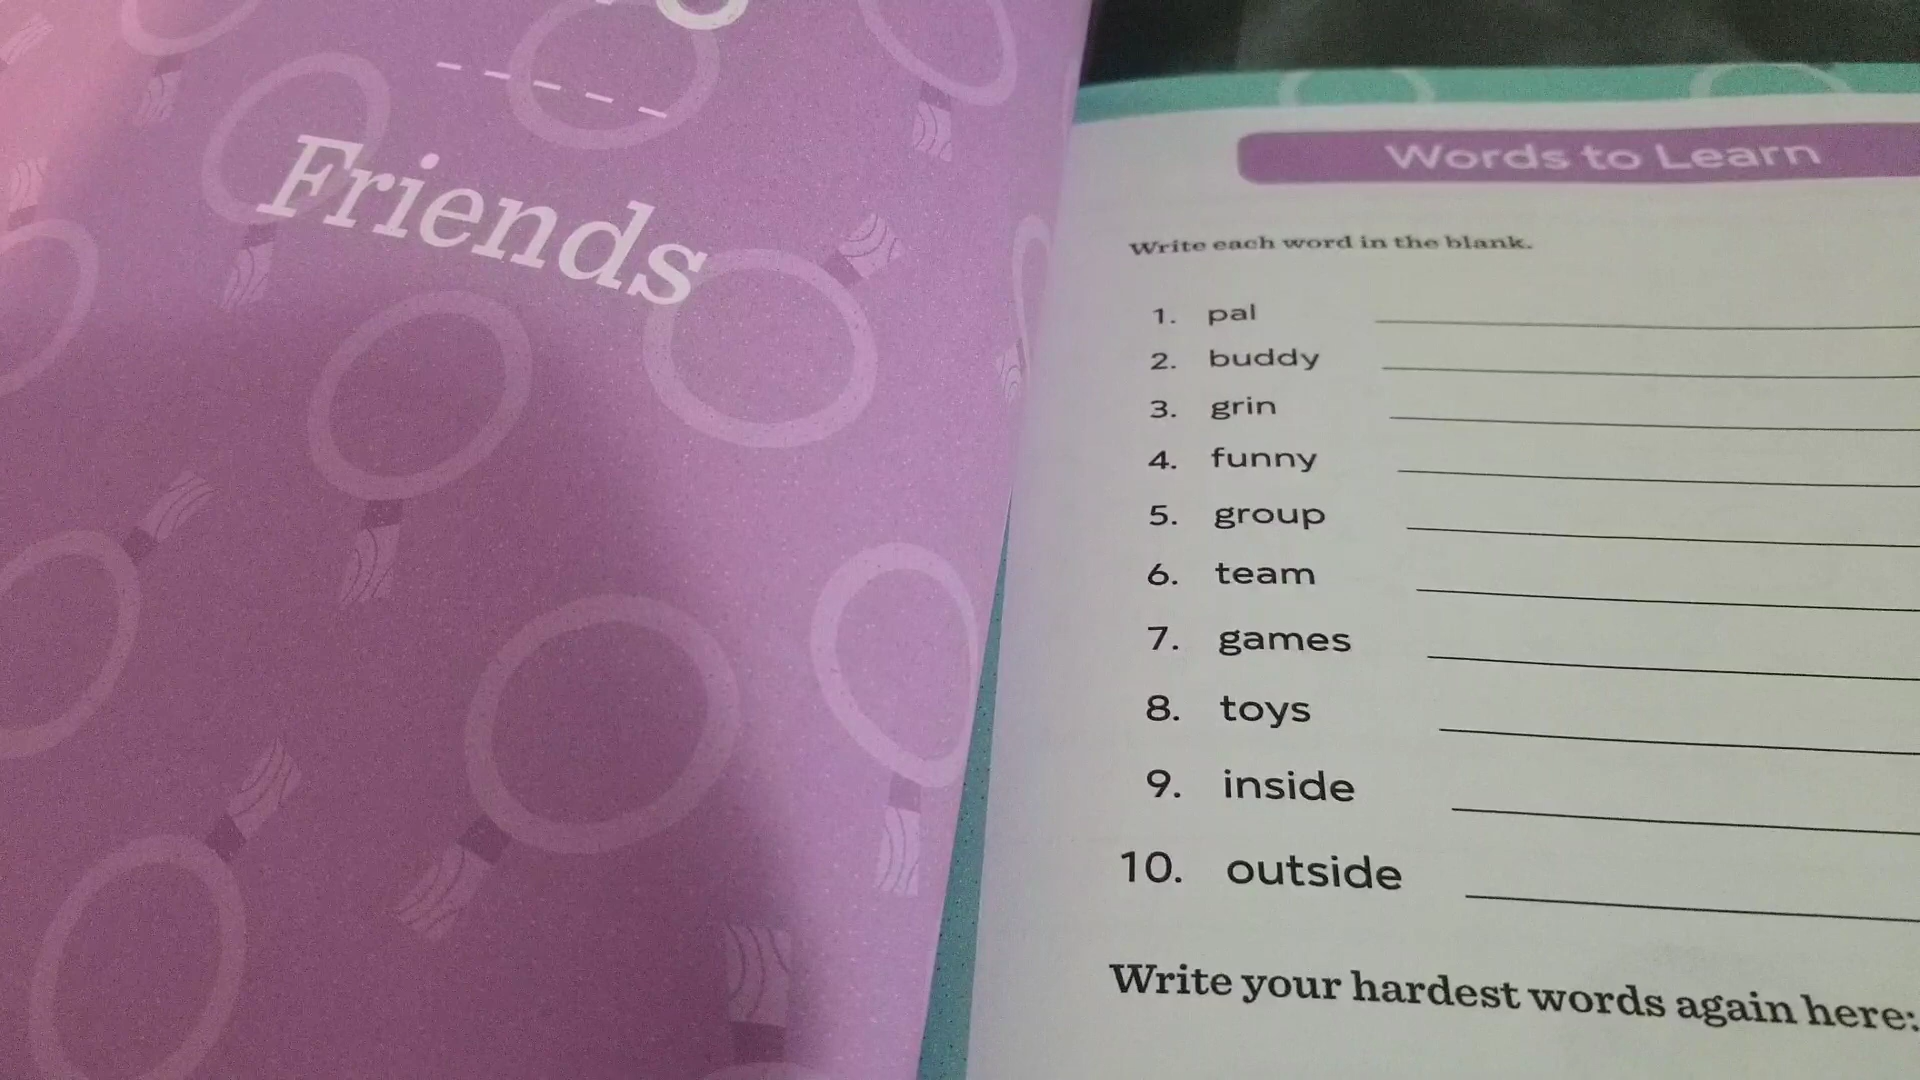 Friends
Words to Learn
Write each word in the blank.
1. pal
2. buddy
3. grin
4. funny
5. group
6. team
7. games
8. toys
9. inside
10. outside
Write your hardest words again here: